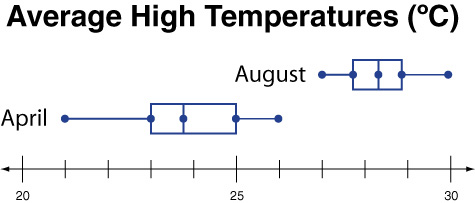 Average High Temperatures (ºC)
August
April
20 25 30